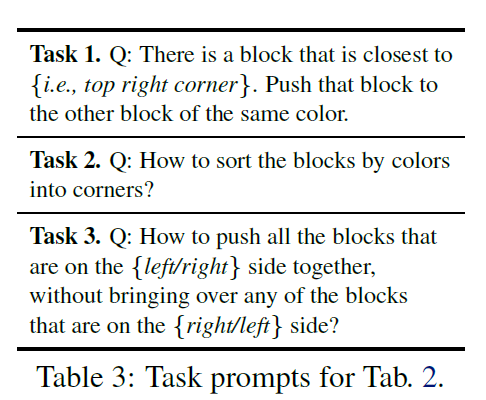 Task 1. Q: There is a block that is closest to
{i.e., top right corner}. Push that block to
the other block of the same color.
Task 2. Q: How to sort the blocks by colors
into corners?
Task 3. Q: How to push all the blocks that
are on the {left/right} side together,
without bringing over any of the blocks
that are on the {right/left} side?
Table 3: Task prompts for Tab. 2.